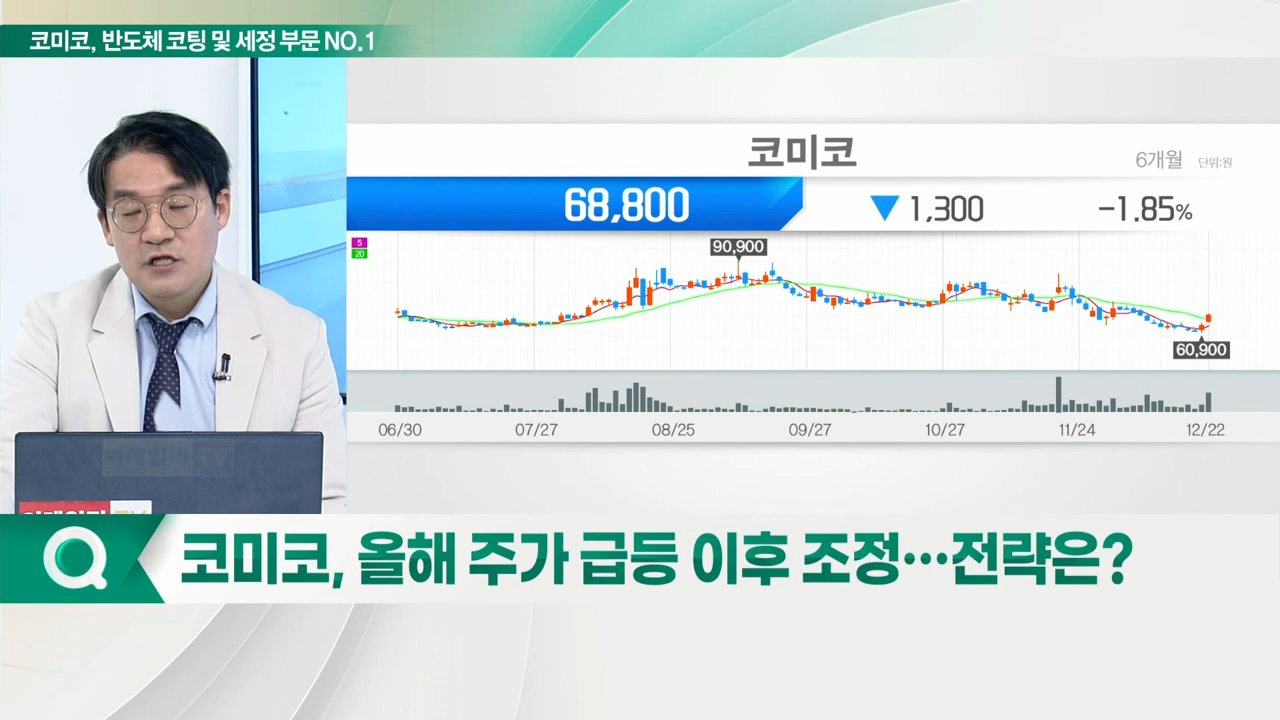 코미코, 반도체 코팅 및 세정 부문 NO.1
코미코
6개월 단위:원
68,800 ▼ 1,300 -1.85%
5
20
90,900
60,900
06/30 07/27 08/25 09/27 10/27 11/24 12/22
코미코, 올해 주가 급등 이후 조정…전략은?